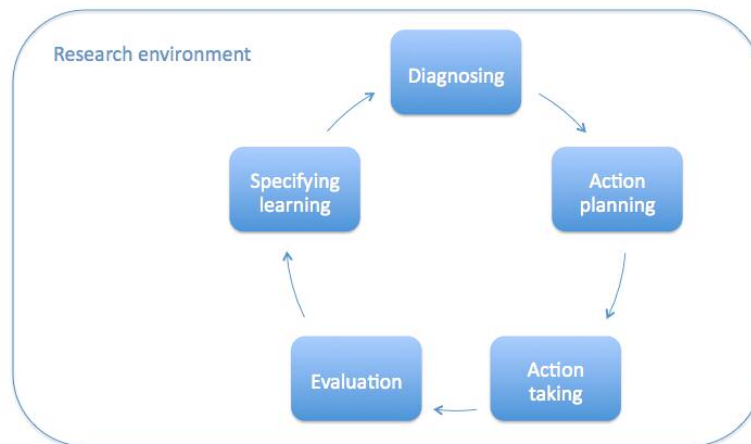 Research environment
Diagnosing
Action
planning
Action
taking
Evaluation
Specifying
learning